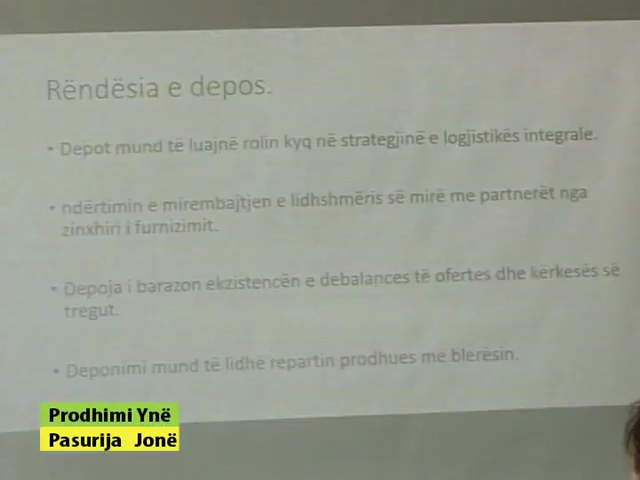 Rëndësia e depos.
• Depot mund të luajnë rolin kyq në strategjinë e logjistikës integrale.
• ndërtimin e mirembajtjen e lidhshmëris së mirë me partnerët nga
zinxhiri i furnizimit.
• Depoja i barazon ekzistencën e debalances të ofertes dhe kërkesës së
tregut.
• Deponimi mund të lidhë repartin prodhues me blerësin.
Prodhimi Ynë
Pasurija Jonë